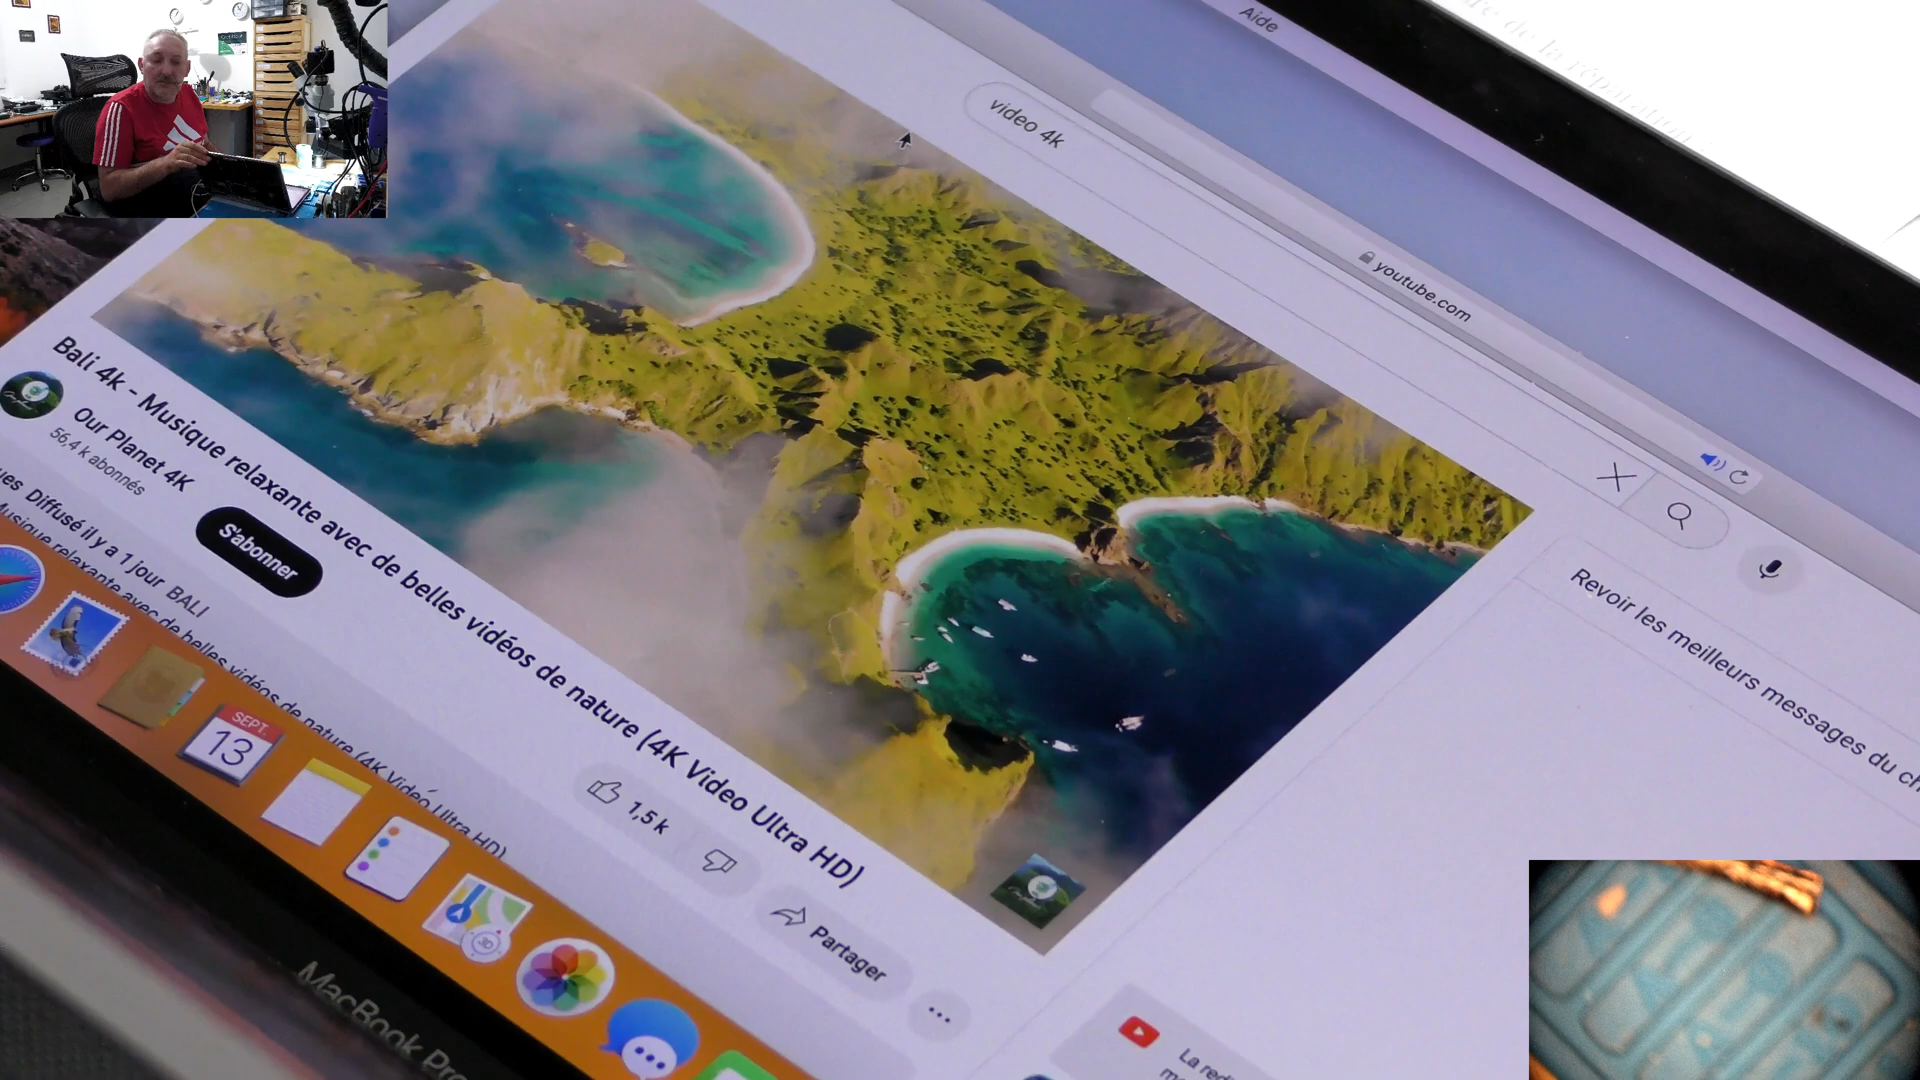 Aide
video 4k
youtube.com
Revoir les meilleurs messages du ch
Bali 4k - Musique relaxante avec de belles vidéos de nature (4K Video Ultra HD)
Our Planet 4K
56,4 k abonnés
S'abonner
1,5 k
Partager
...
ues Diffusé il y a 1 jour BALI
Musique relaxante avec de belles vidéos de nature (4K Video Ultra HD)
SEPT.
13
3D
MacBook Pro